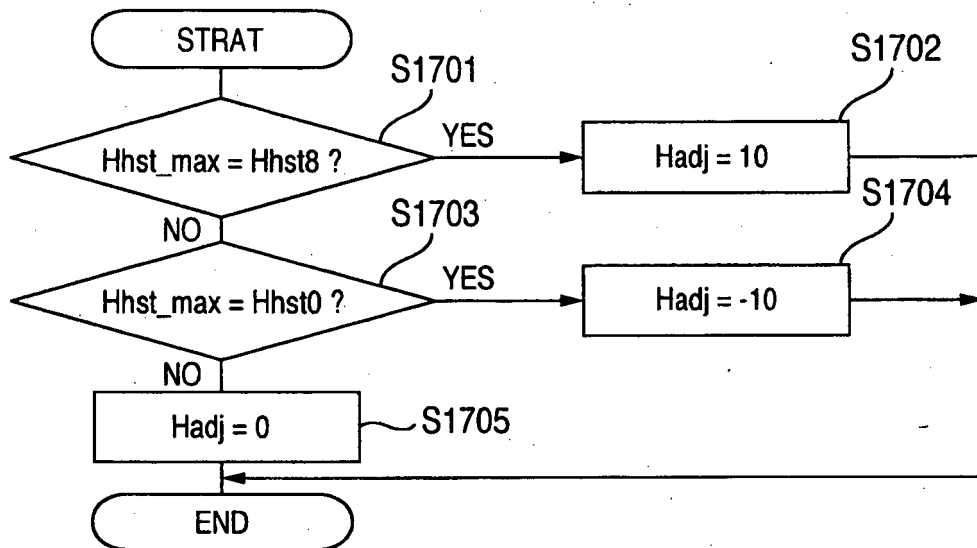 STRAT
S1701
S1702
Hhst_max = Hhst8 ?
YES
Hadj = 10
NO
S1703
S1704
Hhst_max = Hhst0 ?
YES
Hadj = -10
NO
Hadj = 0
S1705
END